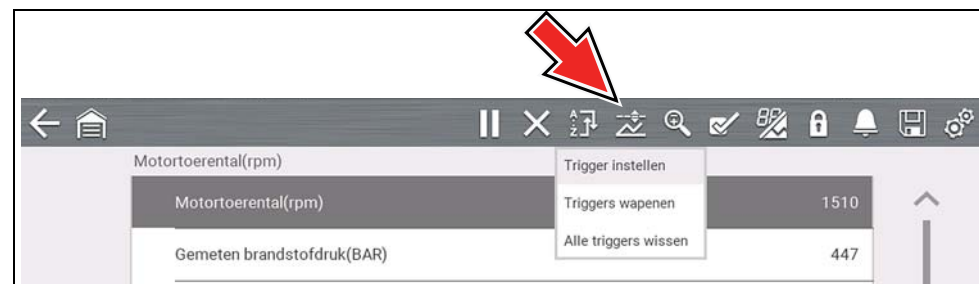 Motortoerental(rpm)
Trigger instellen
Motortoerental(rpm) 1510
Triggers wapenen
Gemeten brandstofdruk(BAR) 447
Alle triggers wissen